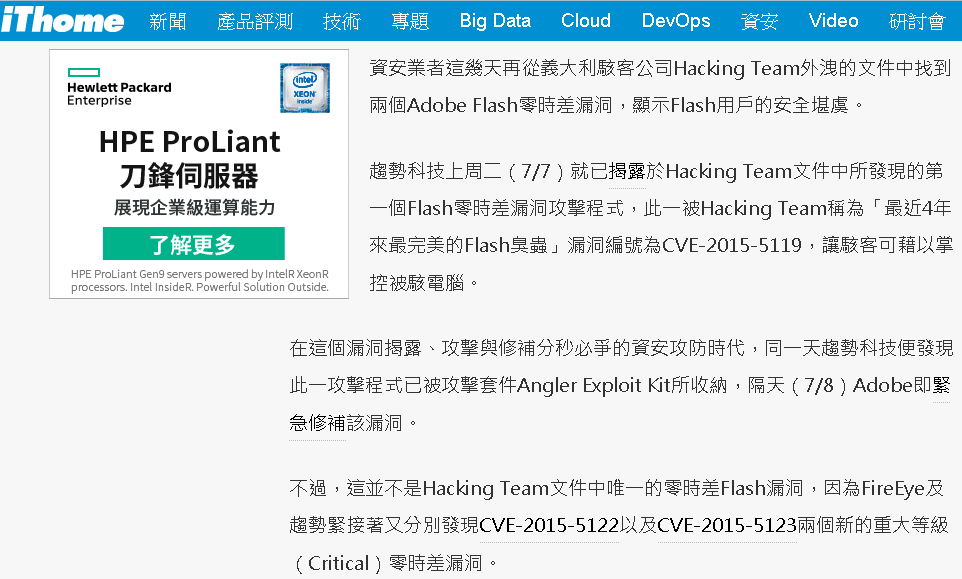 iThome 新聞 產品評測 技術 專題 Big Data Cloud DevOps 資安 Video 研討會
Hewlett Packard
Enterprise
intel
XEON
inside
HPE ProLiant
刀鋒伺服器
展現企業級運算能力
了解更多
HPE ProLiant Gen9 servers powered by IntelR XeonR
processors. Intel InsideR. Powerful Solution Outside.
資安業者這幾天再從義大利駭客公司Hacking Team外洩的文件中找到
兩個Adobe Flash零時差漏洞，顯示Flash用戶的安全堪虞。
趨勢科技上周二（7/7）就已揭露於Hacking Team文件中所發現的第
一個Flash零時差漏洞攻擊程式，此一被Hacking Team稱為「最近4年
來最完美的Flash臭蟲」漏洞編號為CVE-2015-5119，讓駭客可藉以掌
控被駭電腦。
在這個漏洞揭露、攻擊與修補分秒必爭的資安攻防時代，同一天趨勢科技便發現
此一攻擊程式已被攻擊套件Angler Exploit Kit所收納，隔天（7/8）Adobe即緊
急修補該漏洞。
不過，這並不是Hacking Team文件中唯一的零時差Flash漏洞，因為FireEye及
趨勢緊接著又分別發現CVE-2015-5122以及CVE-2015-5123兩個新的重大等級
（Critical）零時差漏洞。